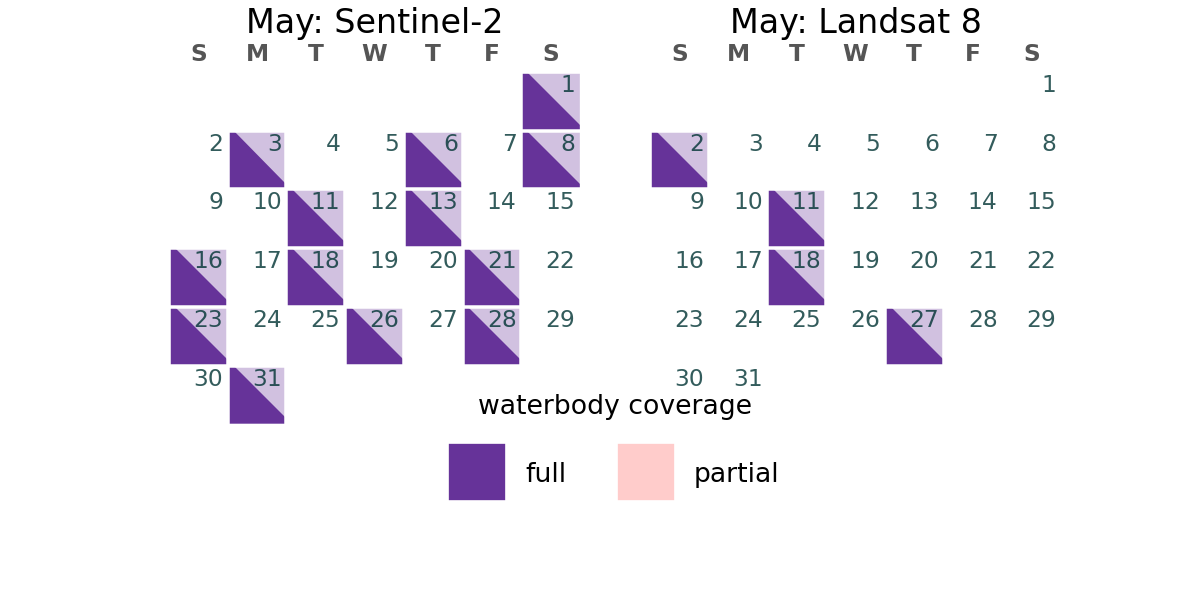 May: Sentinel-2
S M T W T F S
1
2 3 4 5 6 7 8
9 10 11 12 13 14 15
16 17 18 19 20 21 22
23 24 25 26 27 28 29
30 31
May: Landsat 8
S M T W T F S
1
2 3 4 5 6 7 8
9 10 11 12 13 14 15
16 17 18 19 20 21 22
23 24 25 26 27 28 29
30 31
waterbody coverage
full partial